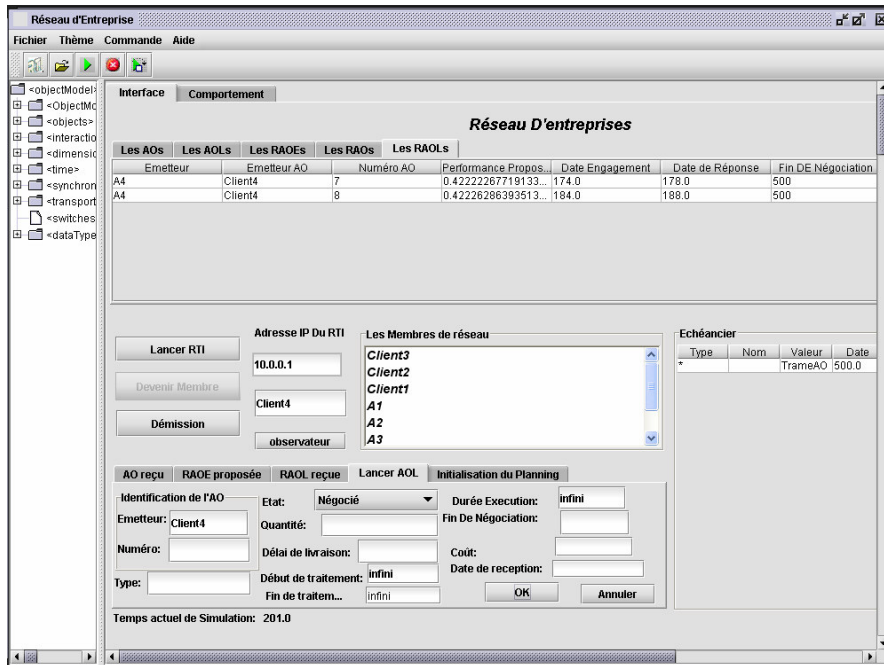 Réseau d'Entreprise
Fichier Thème Commande Aide
<objectModel>
<ObjectMo
<objects>
<interactio
<dimensio
<time>
<synchron
<transport
<switches
<dataType
Interface Comportement
Réseau D'entreprises
Les AOs Les AOLs Les RAOEs Les RAOs Les RAOLs
Emetteur Emetteur AO Numéro AO Performance Propos... Date Engagement Date de Réponse Fin DE Négociation
A4 Client4 7 0.42222267719133... 174.0 178.0 500
A4 Client4 8 0.42226286393513... 184.0 188.0 500
Lancer RTI
Devenir Membre
Démission
Adresse IP Du RTI
10.0.0.1
Client4
observateur
Les Membres de réseau
Client3
Client2
Client1
A1
A2
A3
Echéancier
Type Nom Valeur Date
* TrameAO 500.0
AO reçu RAOE proposée RAOL reçue Lancer AOL Initialisation du Planning
Identification de l'AO
Emetteur: Client4
Numéro:
Type:
Etat: Négocié
Quantité:
Délai de livraison:
Début de traitement: infini
Fin de traitem... infini
Durée Execution: infini
Fin De Négociation:
Coût:
Date de reception:
OK Annuler
Temps actuel de Simulation: 201.0